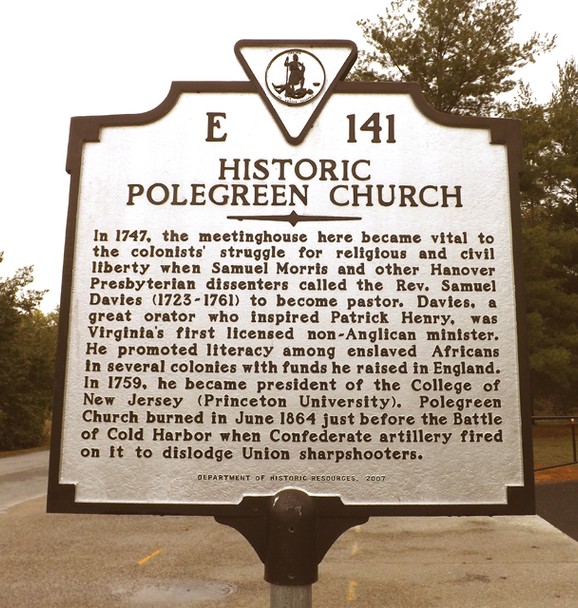 E 141
HISTORIC
POLEGREEN CHURCH
In 1747, the meetinghouse here became vital to
the colonists' struggle for religious and civil
liberty when Samuel Morris and other Hanover
Presbyterian dissenters called the Rev. Samuel
Davies (1723-1761) to become pastor. Davies, a
great orator who inspired Patrick Henry, was
Virginia's first licensed non-Anglican minister.
He promoted literacy among enslaved Africans
in several colonies with funds he raised in England.
In 1759, he became president of the College of
New Jersey (Princeton University). Polegreen
Church burned in June 1864 just before the Battle
of Cold Harbor when Confederate artillery fired
on it to dislodge Union sharpshooters.
DEPARTMENT OF HISTORIC RESOURCES, 2007